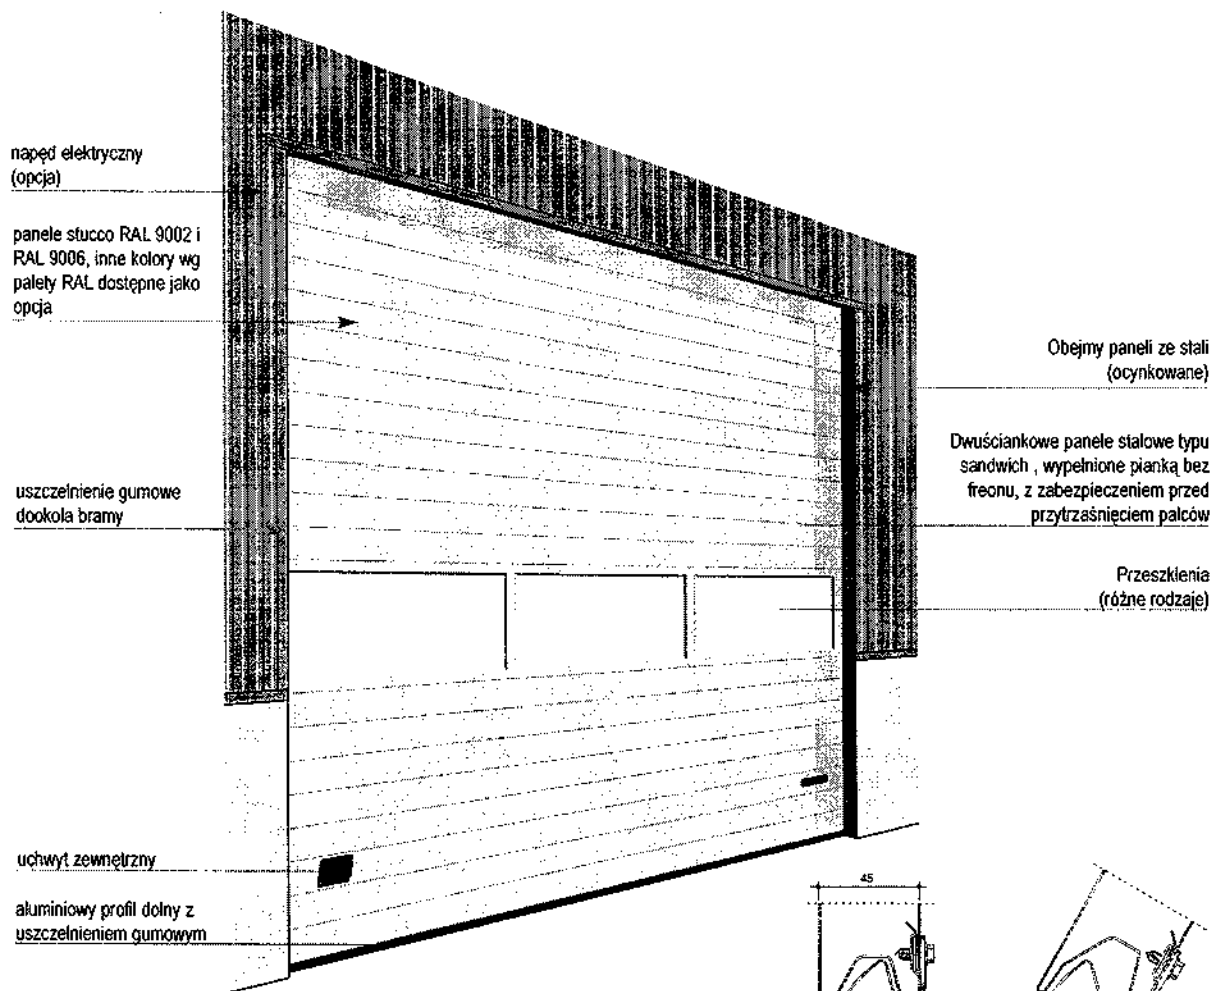 napęd elektryczny
(opcja)
panele stucco RAL 9002 i
RAL 9006, inne kolory wg
palety RAL dostępne jako
opcja
uszczelnienie gumowe
dookola bramy
uchwyt zewnętrzny
aluminiowy profil dolny z
uszczelnieniem gumowym
Obejmy paneli ze stali
(ocynkowane)
Dwuściankowe panele stalowe typu
sandwich , wypełnione pianką bez
freonu, z zabezpieczeniem przed
przytrzaśnięciem palców
Przeszklenia
(różne rodzaje)
45